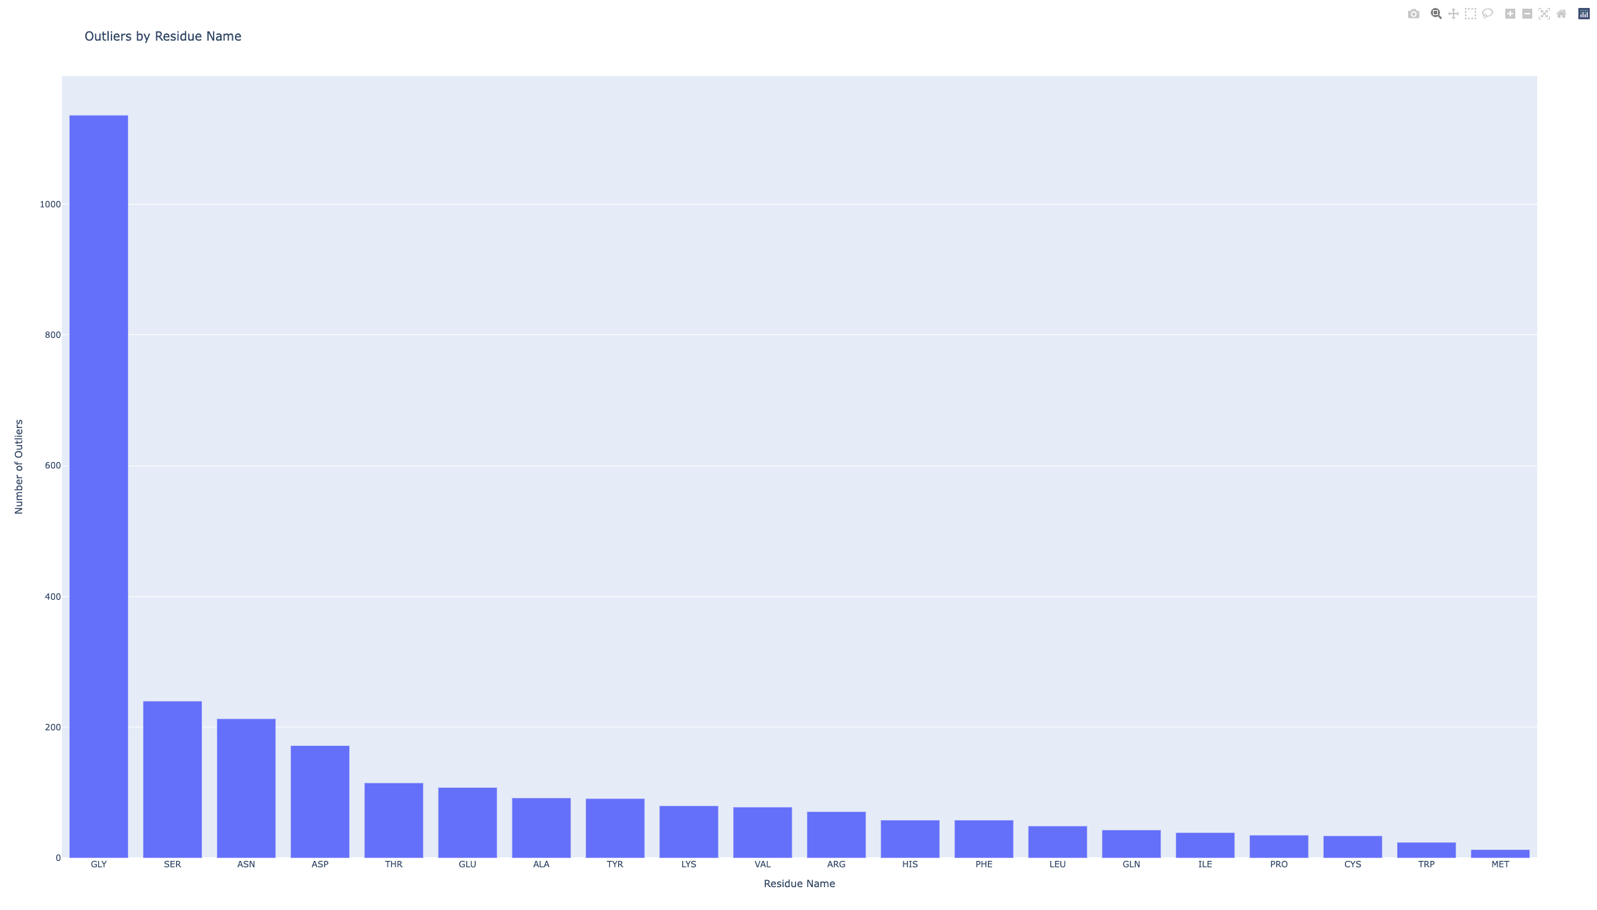 Outliers by Residue Name
1000
800
600
400
200
0
Number of Outliers
GLY SER ASN ASP THR GLU ALA TYR LYS VAL ARG HIS PHE LEU GLN ILE PRO CYS TRP MET
Residue Name